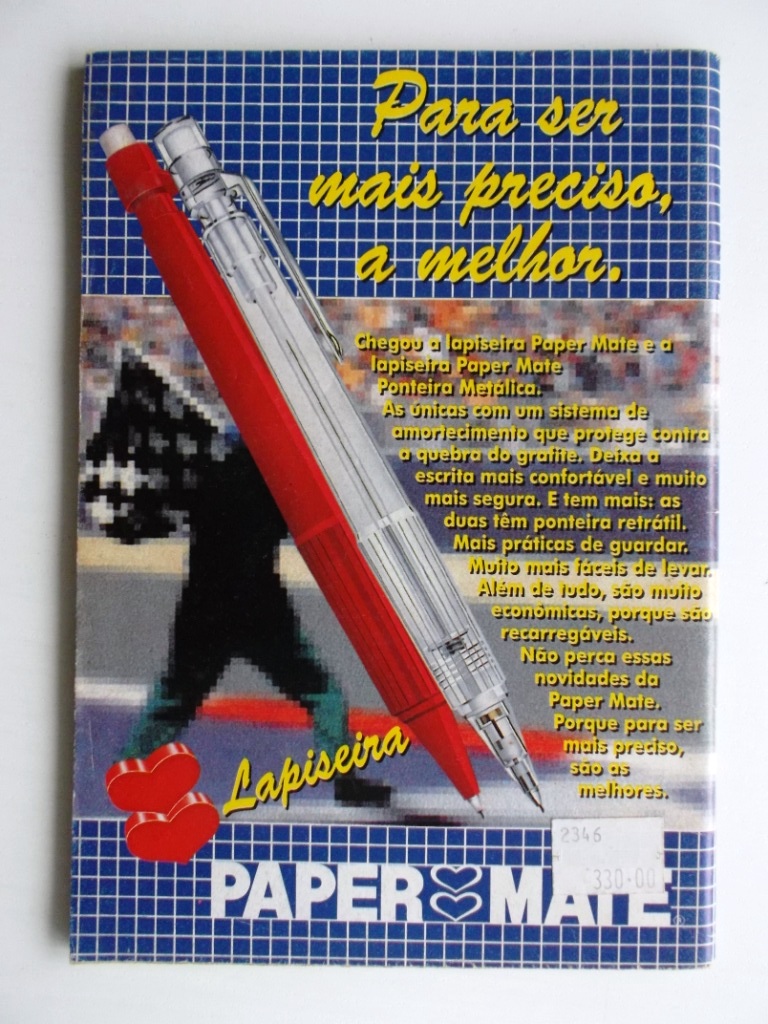 Para ser
mais preciso,
a melhor.
Chegou a lapiseira Paper Mate e a
lapiseira Paper Mate
Ponteira Metálica.
As únicas com um sistema de
amortecimento que protege contra
a quebra do grafite. Deixa a
escrita mais confortável e muito
mais segura. E tem mais: as
duas têm ponteira retrátil.
Mais práticas de guardar.
Muito mais fáceis de levar.
Além de tudo, são muito
econômicas, porque são
recarregáveis.
Não perca essas
novidades da
Paper Mate.
Porque para ser
mais preciso,
são as
melhores.
Lapiseira
2346
330.00
PAPER MATE®